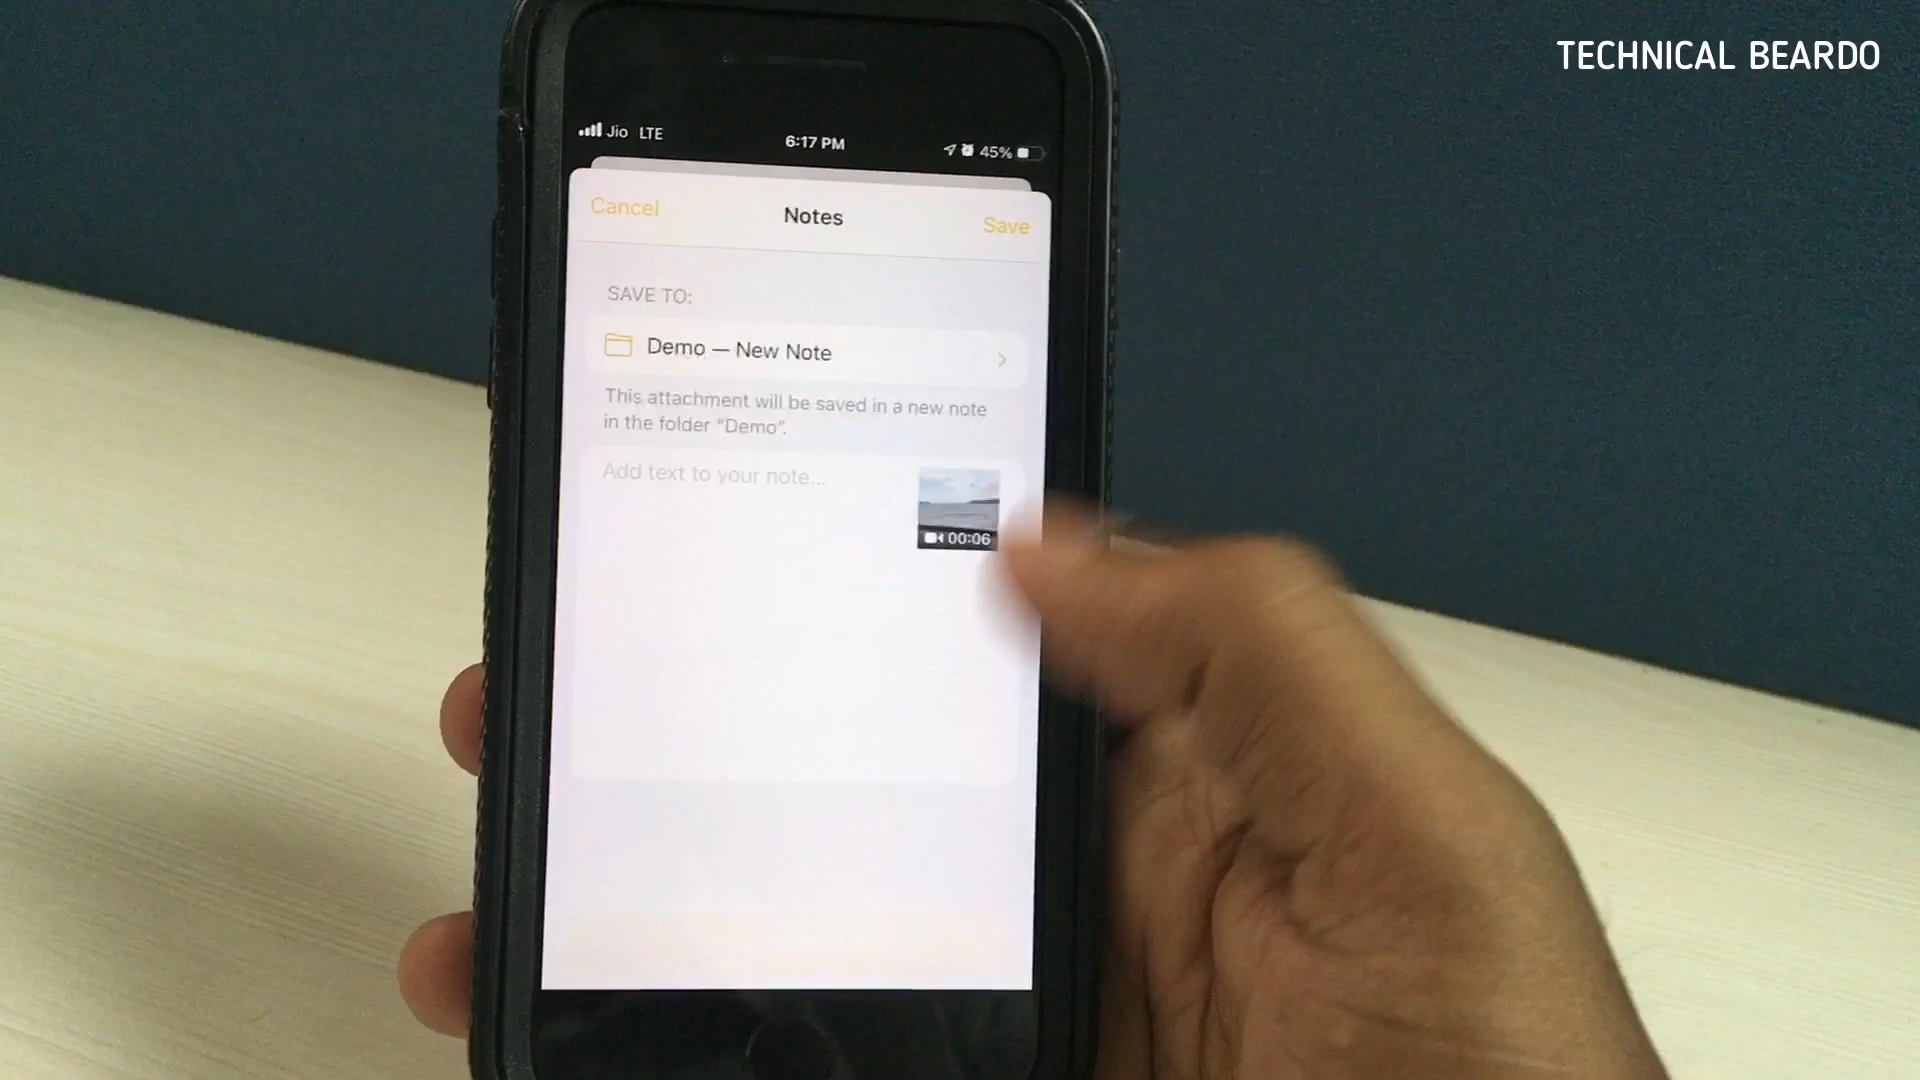 TECHNICAL BEARDO
Jio LTE
6:17 PM
45%
Cancel
Notes
Save
SAVE TO:
Demo — New Note
This attachment will be saved in a new note
in the folder “Demo”.
Add text to your note...
00:06